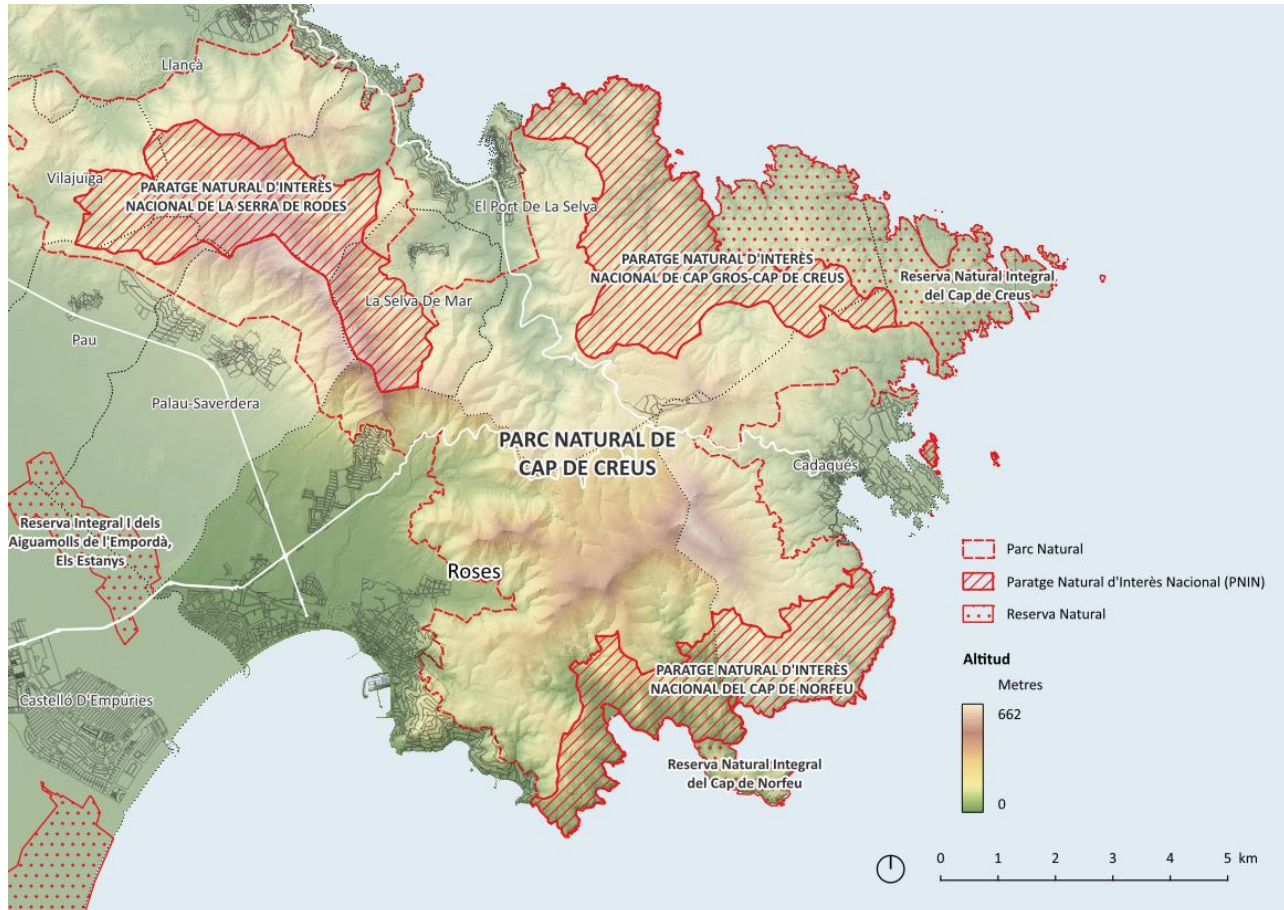 Llançà
Vilajuïga
PARATGE NATURAL D'INTERÈS
NACIONAL DE LA SERRA DE RODES
El Port De La Selva
PARATGE NATURAL D'INTERÈS
NACIONAL DE CAP GROS-CAP DE CREUS
Reserva Natural Integral
del Cap de Creus
La Selva De Mar
Pau
Palau-Saverdera
PARC NATURAL DE
CAP DE CREUS
Cadaqués
Reserva Integral I dels
Aiguamolls de l'Empordà,
Els Estanys
Roses
Castelló D'Empúries
PARATGE NATURAL D'INTERÈS
NACIONAL DEL CAP DE NORFEU
Reserva Natural Integral
del Cap de Norfeu
Parc Natural
Paratge Natural d'Interès Nacional (PNIN)
Reserva Natural
Altitud
Metres
662
0
0 1 2 3 4 5 km